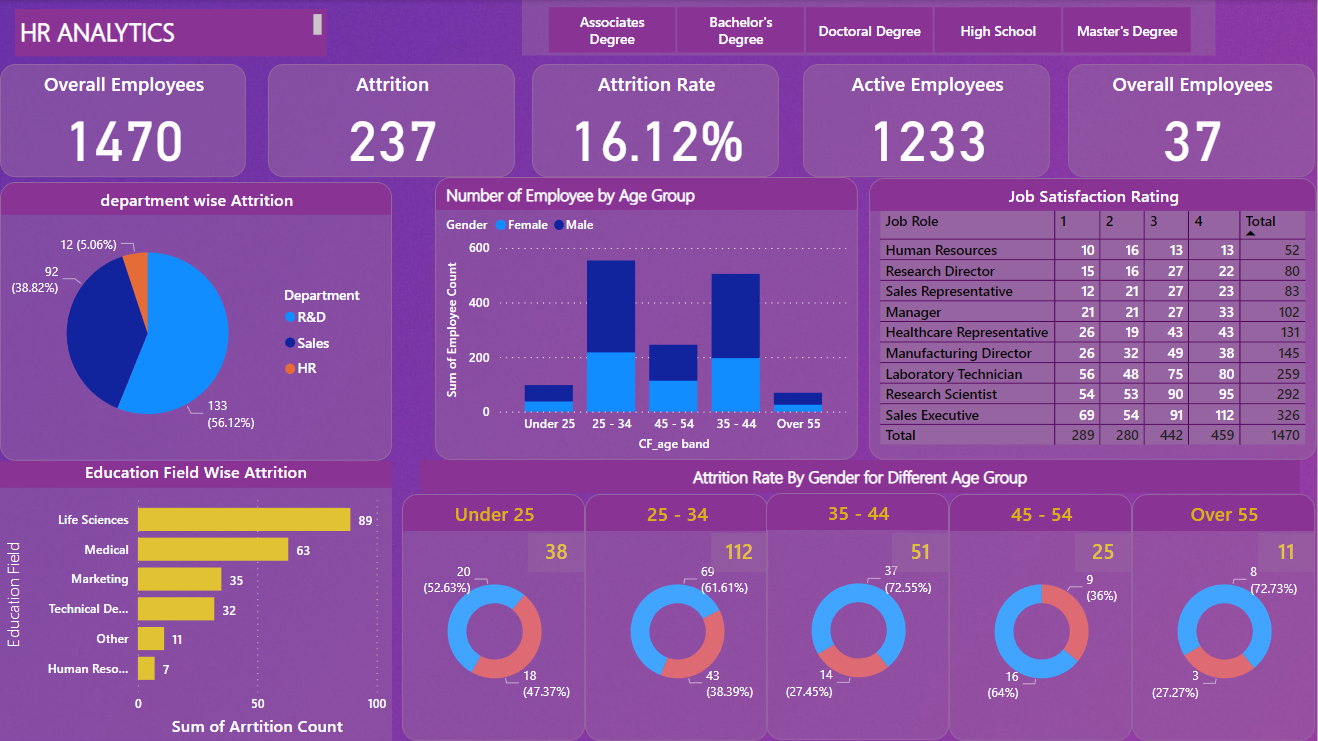 HR ANALYTICS
Associates
Degree
Bachelor's
Degree
Doctoral Degree
High School
Master's Degree
Overall Employees
1470
Attrition
237
Attrition Rate
16.12%
Active Employees
1233
Overall Employees
37
department wise Attrition
12 (5.06%)
92
(38.82%)
133
(56.12%)
Department
R&D
Sales
HR
Number of Employee by Age Group
Gender Female Male
Sum of Employee Count
600
400
200
0
Under 25 25 - 34 45 - 54 35 - 44 Over 55
CF_age band
Job Satisfaction Rating
Job Role 1 2 3 4 Total
Human Resources 10 16 13 13 52
Research Director 15 16 27 22 80
Sales Representative 12 21 27 23 83
Manager 21 21 27 33 102
Healthcare Representative 26 19 43 43 131
Manufacturing Director 26 32 49 38 145
Laboratory Technician 56 48 75 80 259
Research Scientist 54 53 90 95 292
Sales Executive 69 54 91 112 326
Total 289 280 442 459 1470
Education Field Wise Attrition
Education Field
Life Sciences 89
Medical 63
Marketing 35
Technical De... 32
Other 11
Human Reso... 7
0 50 100
Sum of Arrtition Count
Attrition Rate By Gender for Different Age Group
Under 25
38
20
(52.63%)
18
(47.37%)
25 - 34
112
69
(61.61%)
43
(38.39%)
35 - 44
51
37
(72.55%)
14
(27.45%)
45 - 54
25
9
(36%)
16
(64%)
Over 55
11
8
(72.73%)
3
(27.27%)